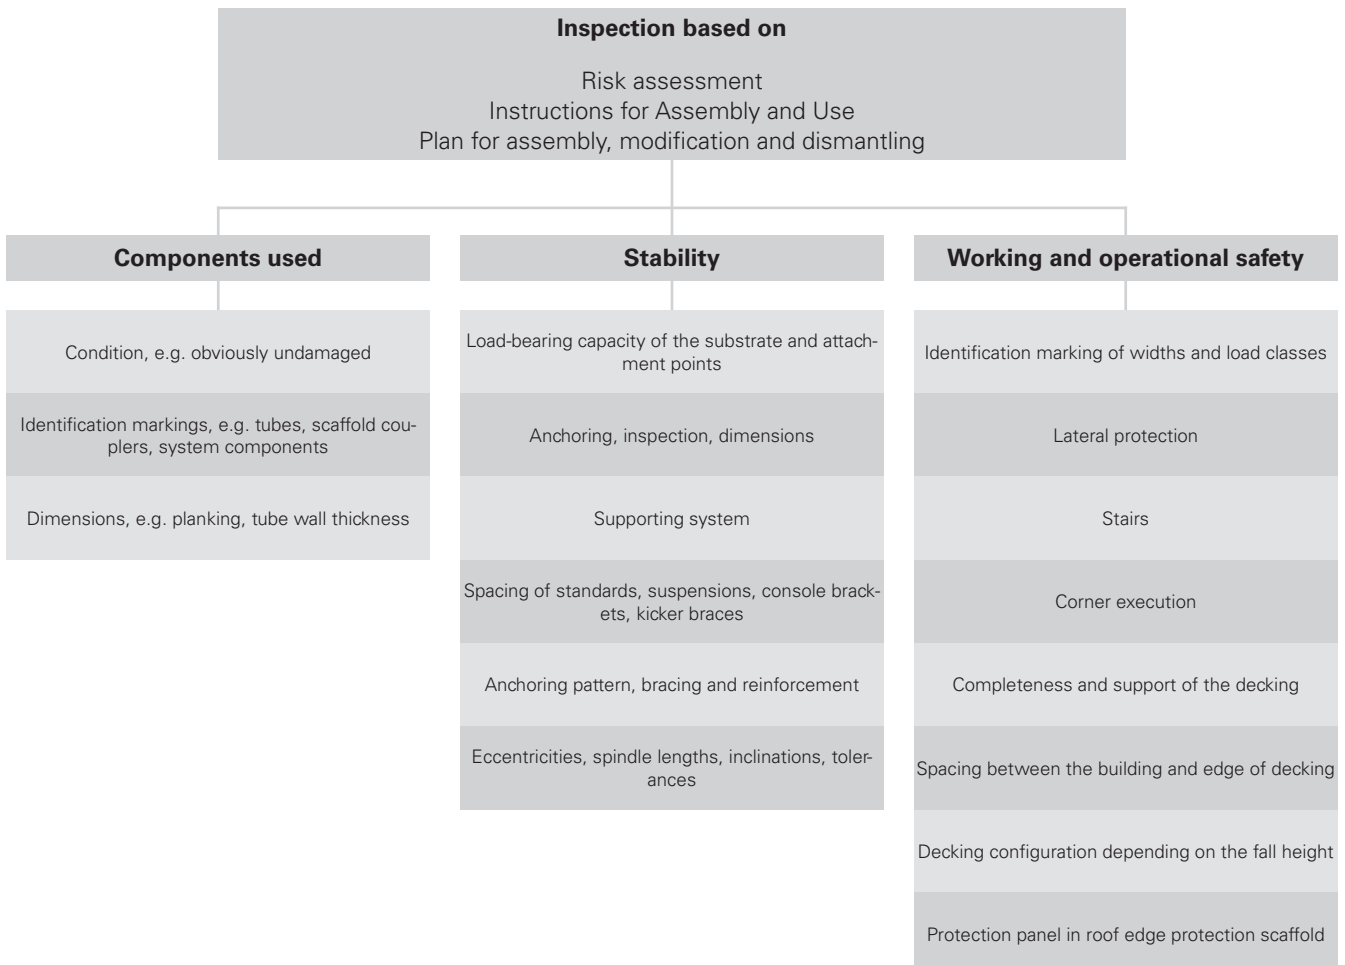 Inspection based on
Risk assessment
Instructions for Assembly and Use
Plan for assembly, modification and dismantling
Components used
Condition, e.g. obviously undamaged
Identification markings, e.g. tubes, scaffold cou-
plers, system components
Dimensions, e.g. planking, tube wall thickness
Stability
Load-bearing capacity of the substrate and attach-
ment points
Anchoring, inspection, dimensions
Supporting system
Spacing of standards, suspensions, console brack-
ets, kicker braces
Anchoring pattern, bracing and reinforcement
Eccentricities, spindle lengths, inclinations, toler-
ances
Working and operational safety
Identification marking of widths and load classes
Lateral protection
Stairs
Corner execution
Completeness and support of the decking
Spacing between the building and edge of decking
Decking configuration depending on the fall height
Protection panel in roof edge protection scaffold